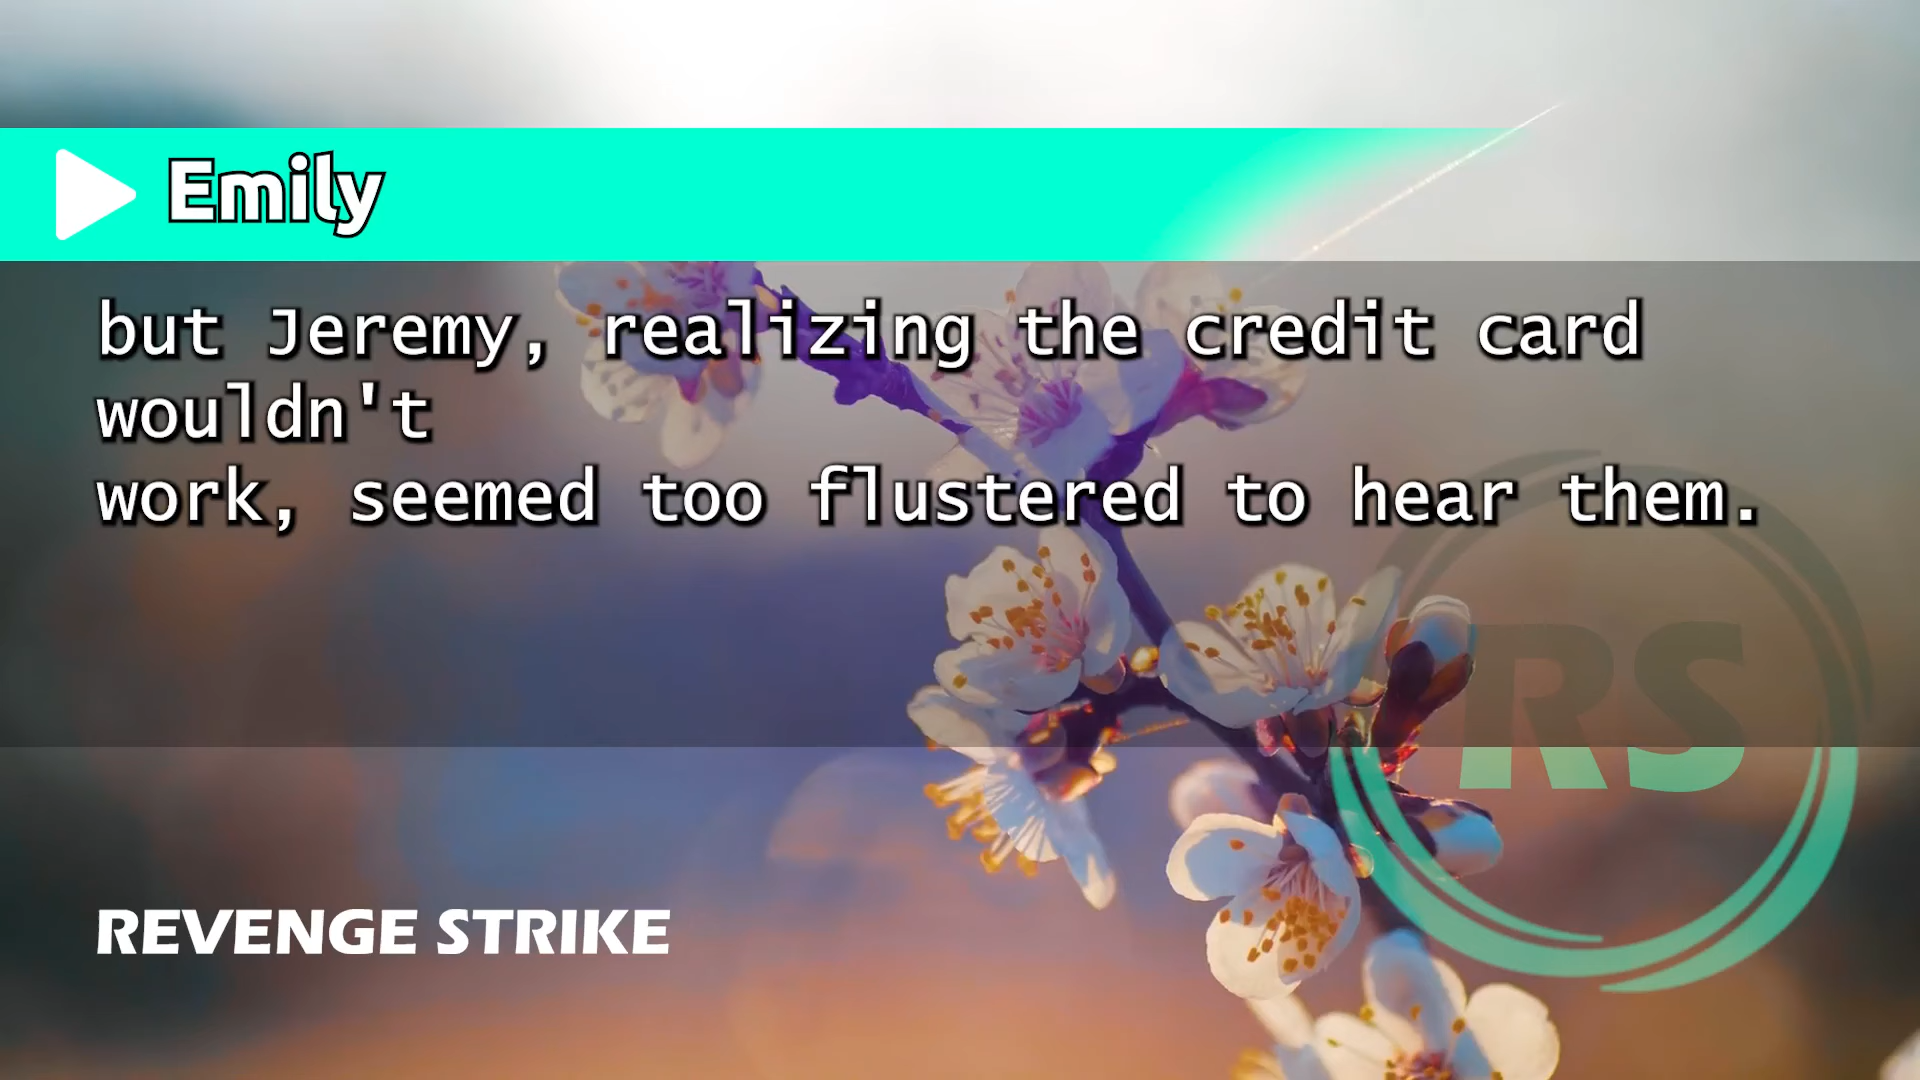 Emily
but Jeremy, realizing the credit card
wouldn't
work, seemed too flustered to hear them.
RS
REVENGE STRIKE